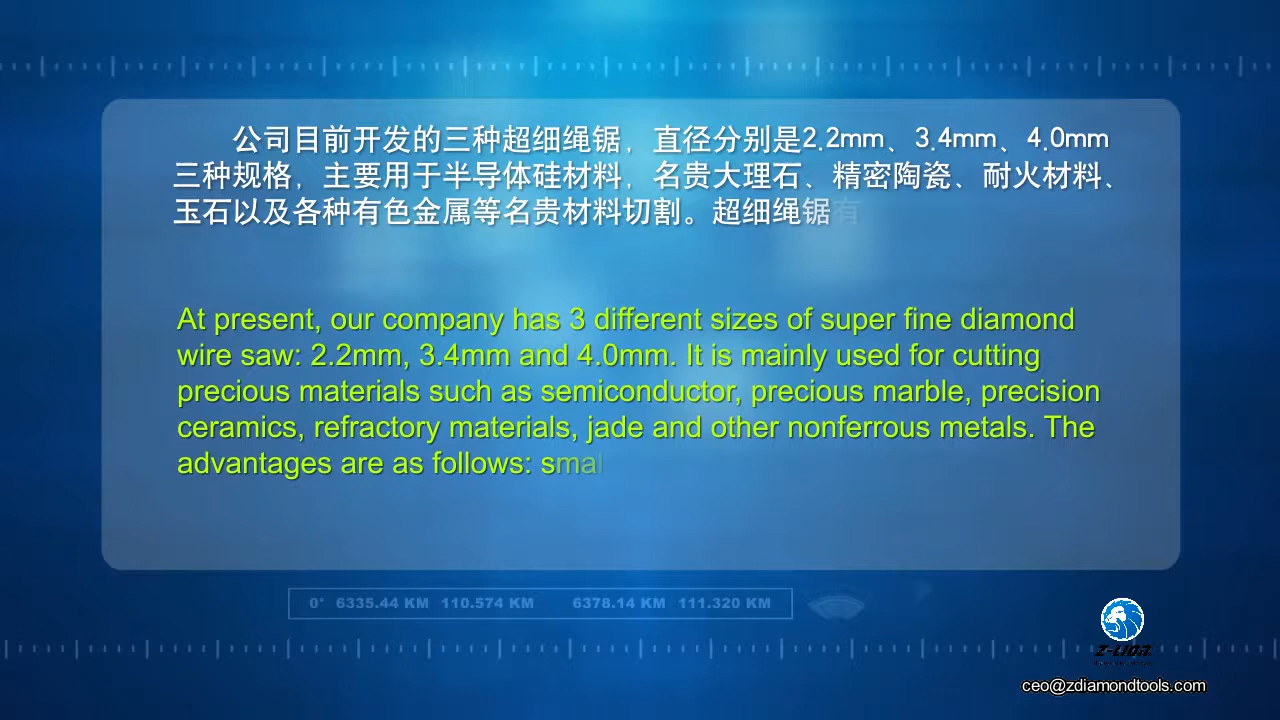 公司目前开发的三种超细绳锯，直径分别是2.2mm、3.4mm、4.0mm
三种规格，主要用于半导体硅材料，名贵大理石、精密陶瓷、耐火材料、
玉石以及各种有色金属等名贵材料切割。超细绳锯有
At present, our company has 3 different sizes of super fine diamond
wire saw: 2.2mm, 3.4mm and 4.0mm. It is mainly used for cutting
precious materials such as semiconductor, precious marble, precision
ceramics, refractory materials, jade and other nonferrous metals. The
advantages are as follows: smal
0° 6335.44 KM 110.574 KM 6378.14 KM 111.320 KM
Z-LION
ceo@zdiamondtools.com